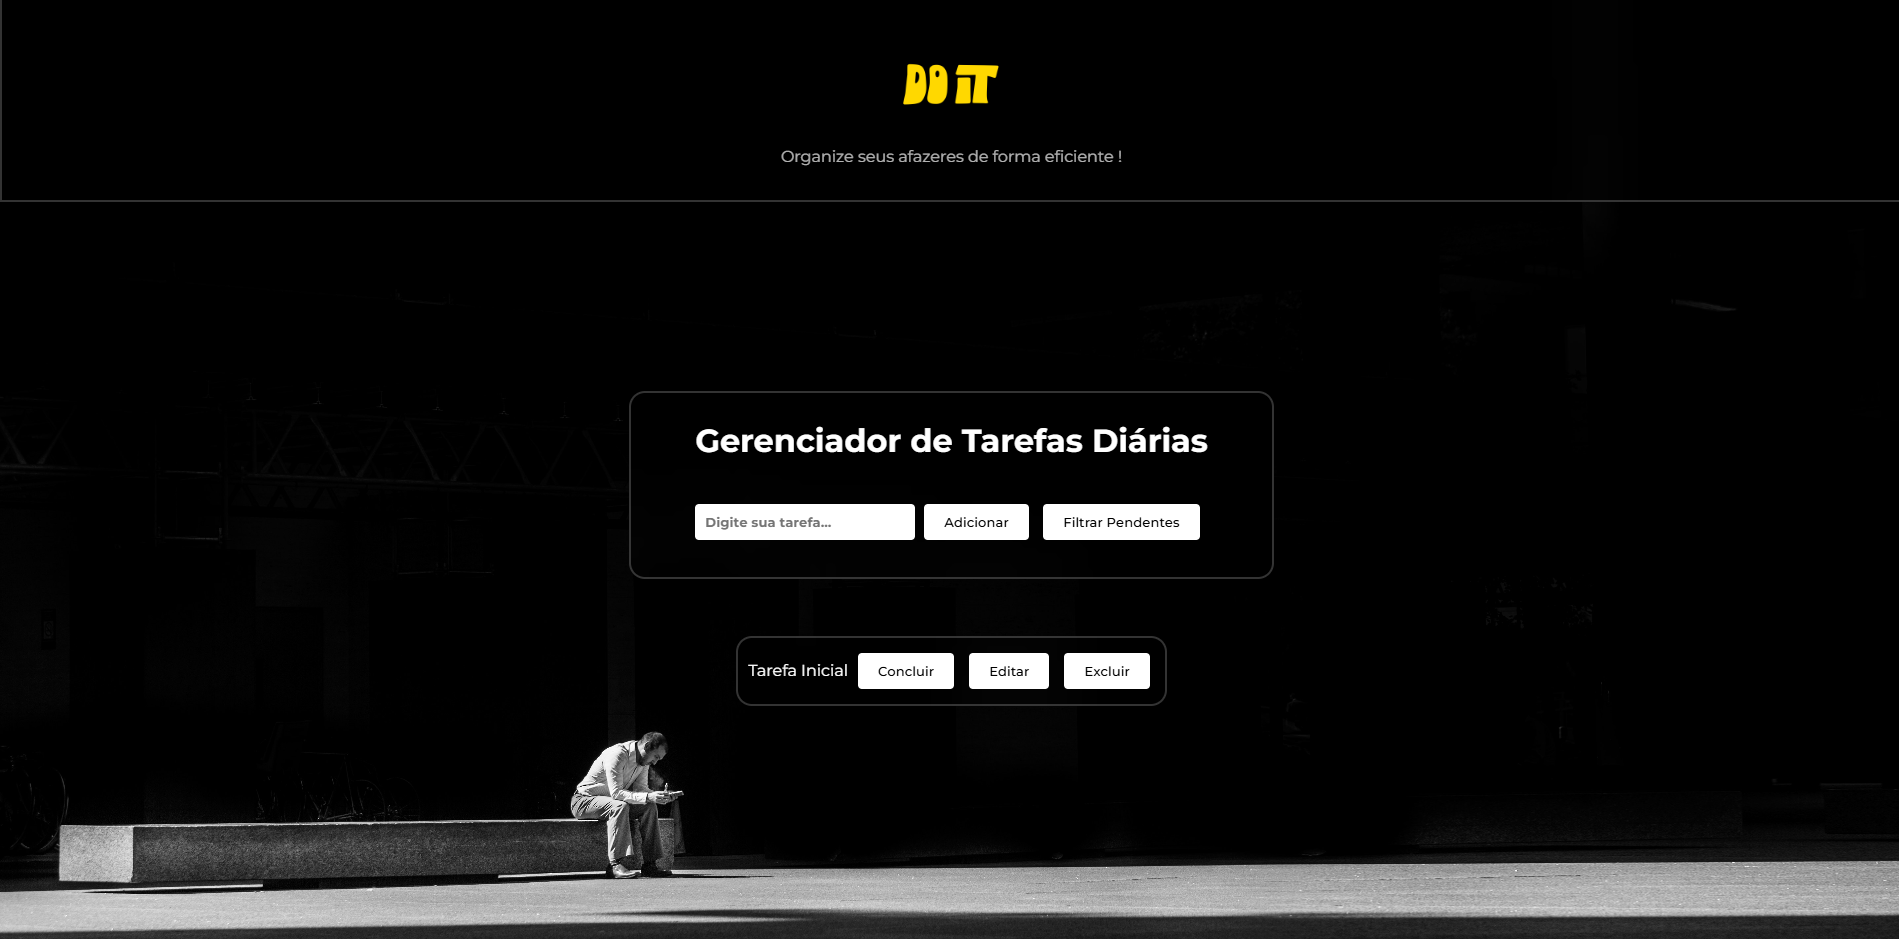 DO IT
Organize seus afazeres de forma eficiente !
Gerenciador de Tarefas Diárias
Digite sua tarefa...
Adicionar
Filtrar Pendentes
Tarefa Inicial
Concluir
Editar
Excluir